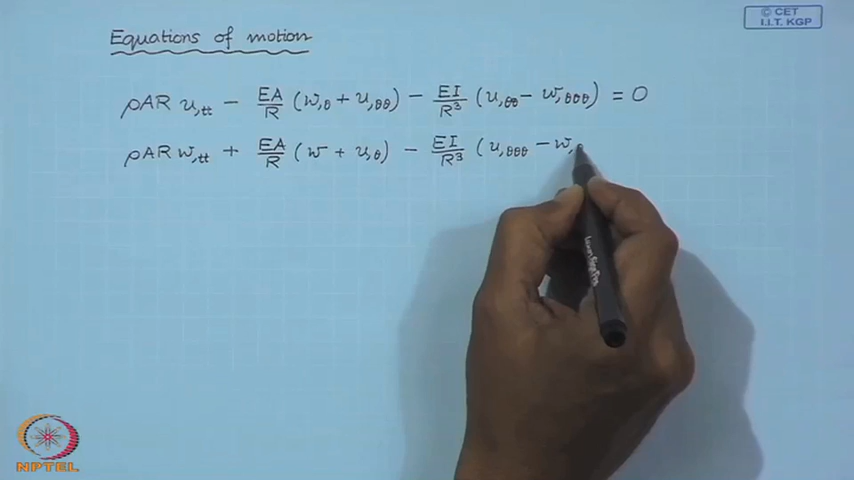 © CET
I.I.T. KGP
Equations of motion
ρAR u,tt − EA/R (w,θ + u,θθ) − EI/R³ (u,θθ − w,θθθ) = 0
ρAR w,tt + EA/R (w + u,θ) − EI/R³ (u,θθθ − w,θ
NPTEL